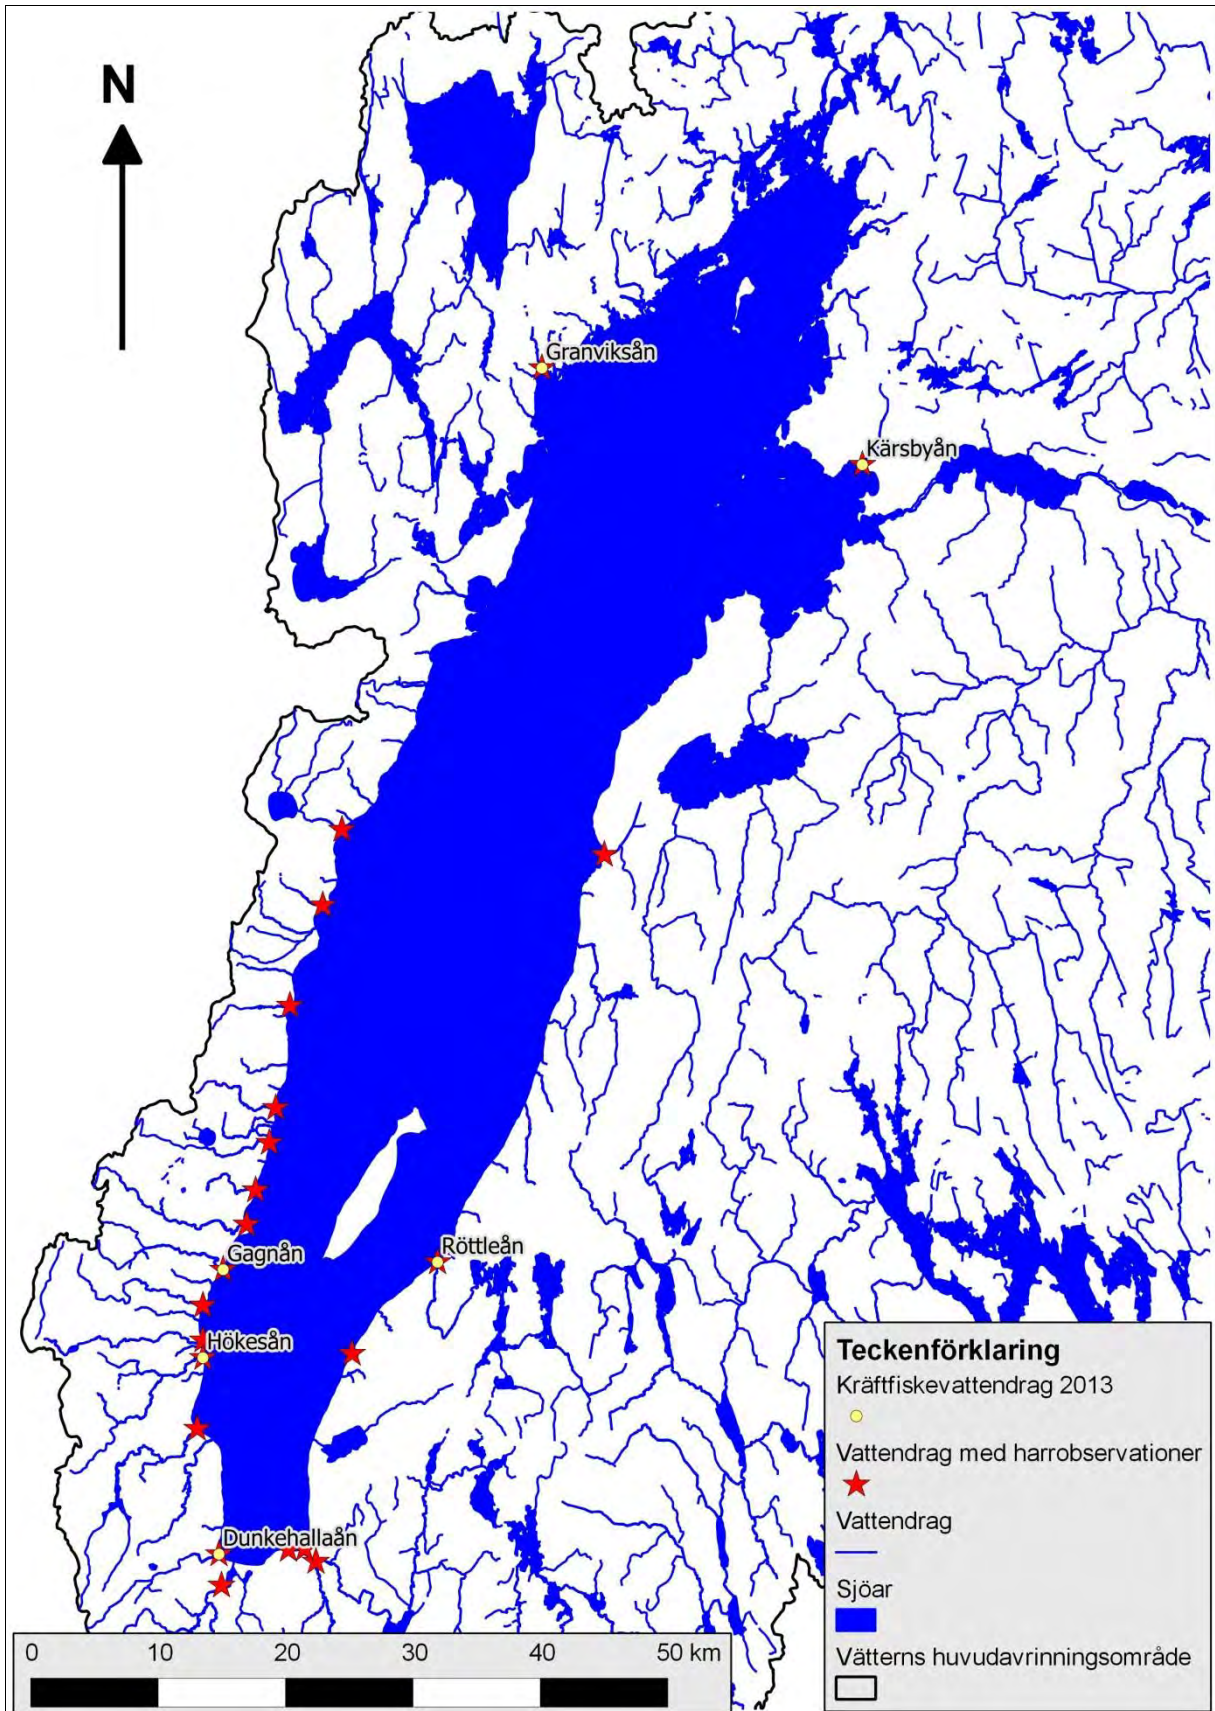 N
Granviksån
Kärsbyån
Gagnån
Röttleån
Hökesån
Dunkehallaån
Teckenförklaring
Kräftfiskevattendrag 2013
Vattendrag med harrobservationer
Vattendrag
Sjöar
Vätterns huvudavrinningsområde
0 10 20 30 40 50 km